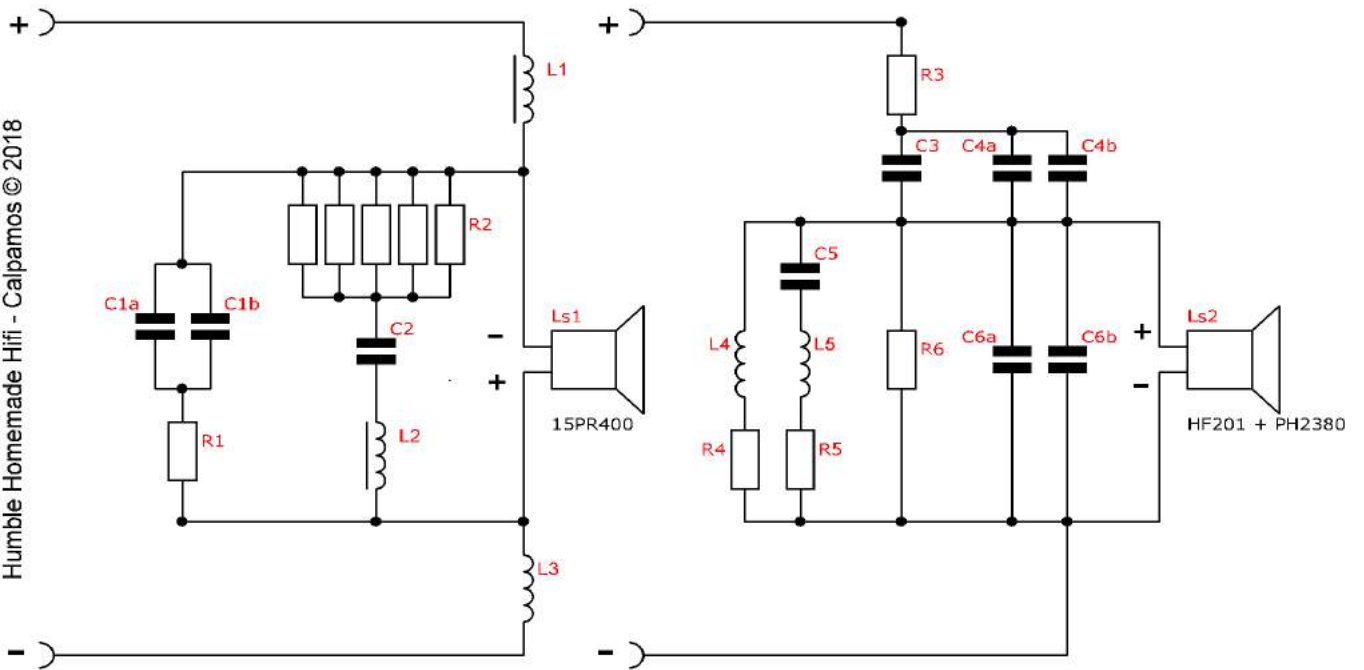 Humble Homemade Hifi - Calpamos © 2018
+
L1
R2
C1a
C1b
C2
R1
L2
-
+
Ls1
15PR400
L3
-
+
R3
C3
C4a
C4b
C5
L4
L5
R6
C6a
C6b
R4
R5
+
-
Ls2
HF201 + PH2380
-